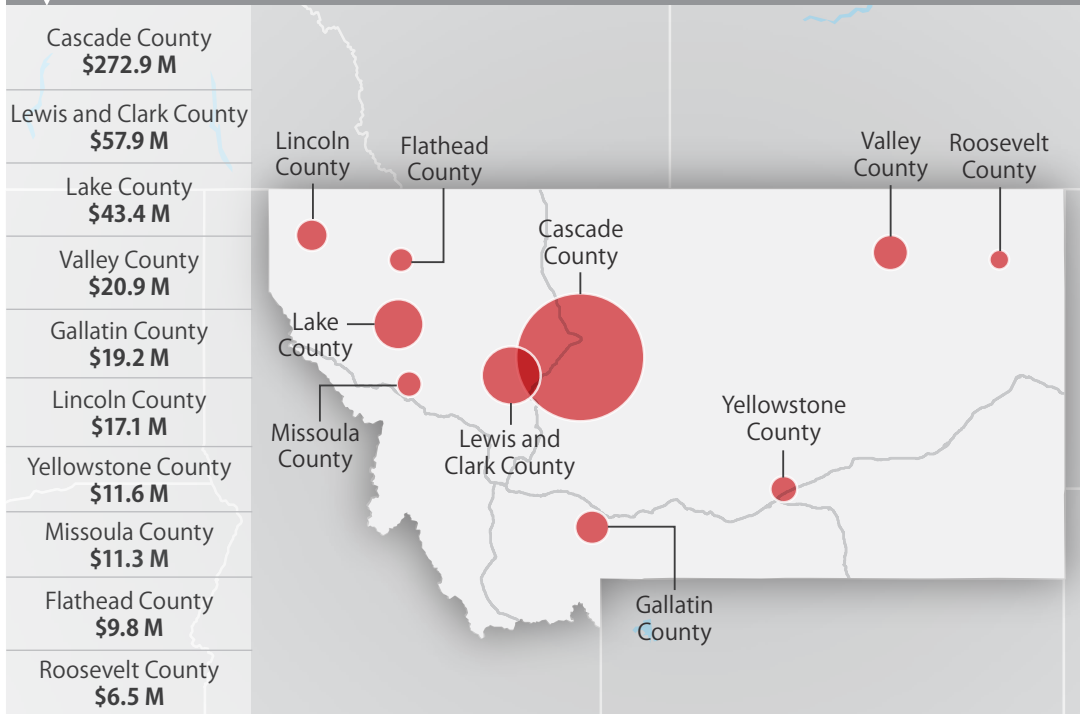 Cascade County
$272.9 M
Lewis and Clark County
$57.9 M
Lake County
$43.4 M
Valley County
$20.9 M
Gallatin County
$19.2 M
Lincoln County
$17.1 M
Yellowstone County
$11.6 M
Missoula County
$11.3 M
Flathead County
$9.8 M
Roosevelt County
$6.5 M
Lincoln
County
Flathead
County
Valley
County
Roosevelt
County
Cascade
County
Lake
County
Missoula
County
Lewis and
Clark County
Yellowstone
County
Gallatin
County